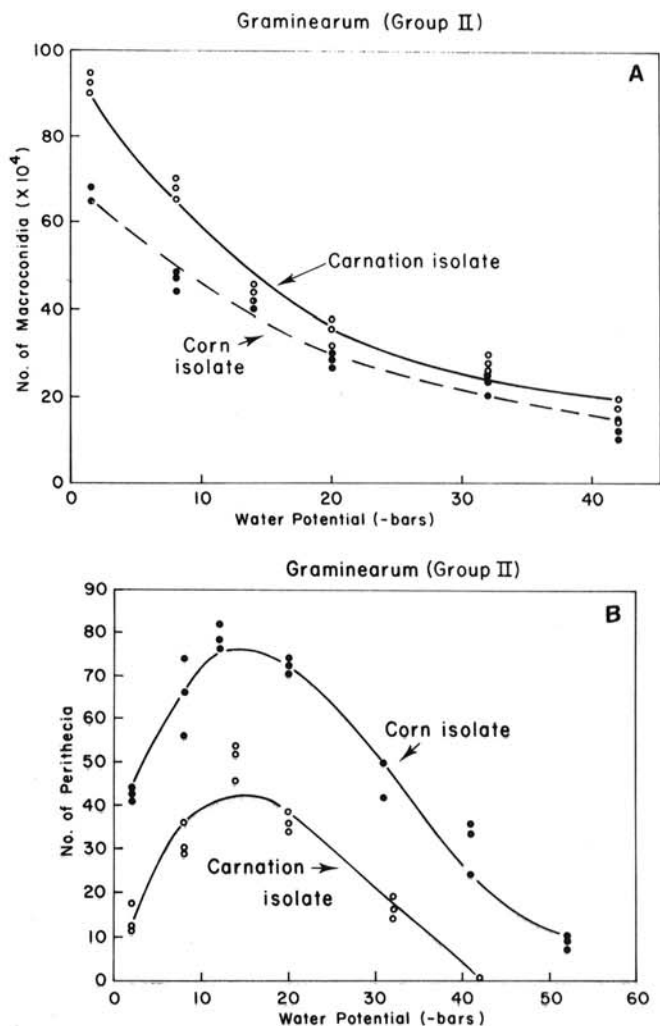 Graminearum (Group II)
A
100
80
60
40
20
0
No. of Macroconidia (X10⁴)
Carnation isolate
Corn
isolate
0 10 20 30 40
Water Potential (-bars)
Graminearum (Group II)
B
90
80
70
60
50
40
30
20
10
0
No. of Perithecia
Corn isolate
Carnation
isolate
0 10 20 30 40 50 60
Water Potential (-bars)